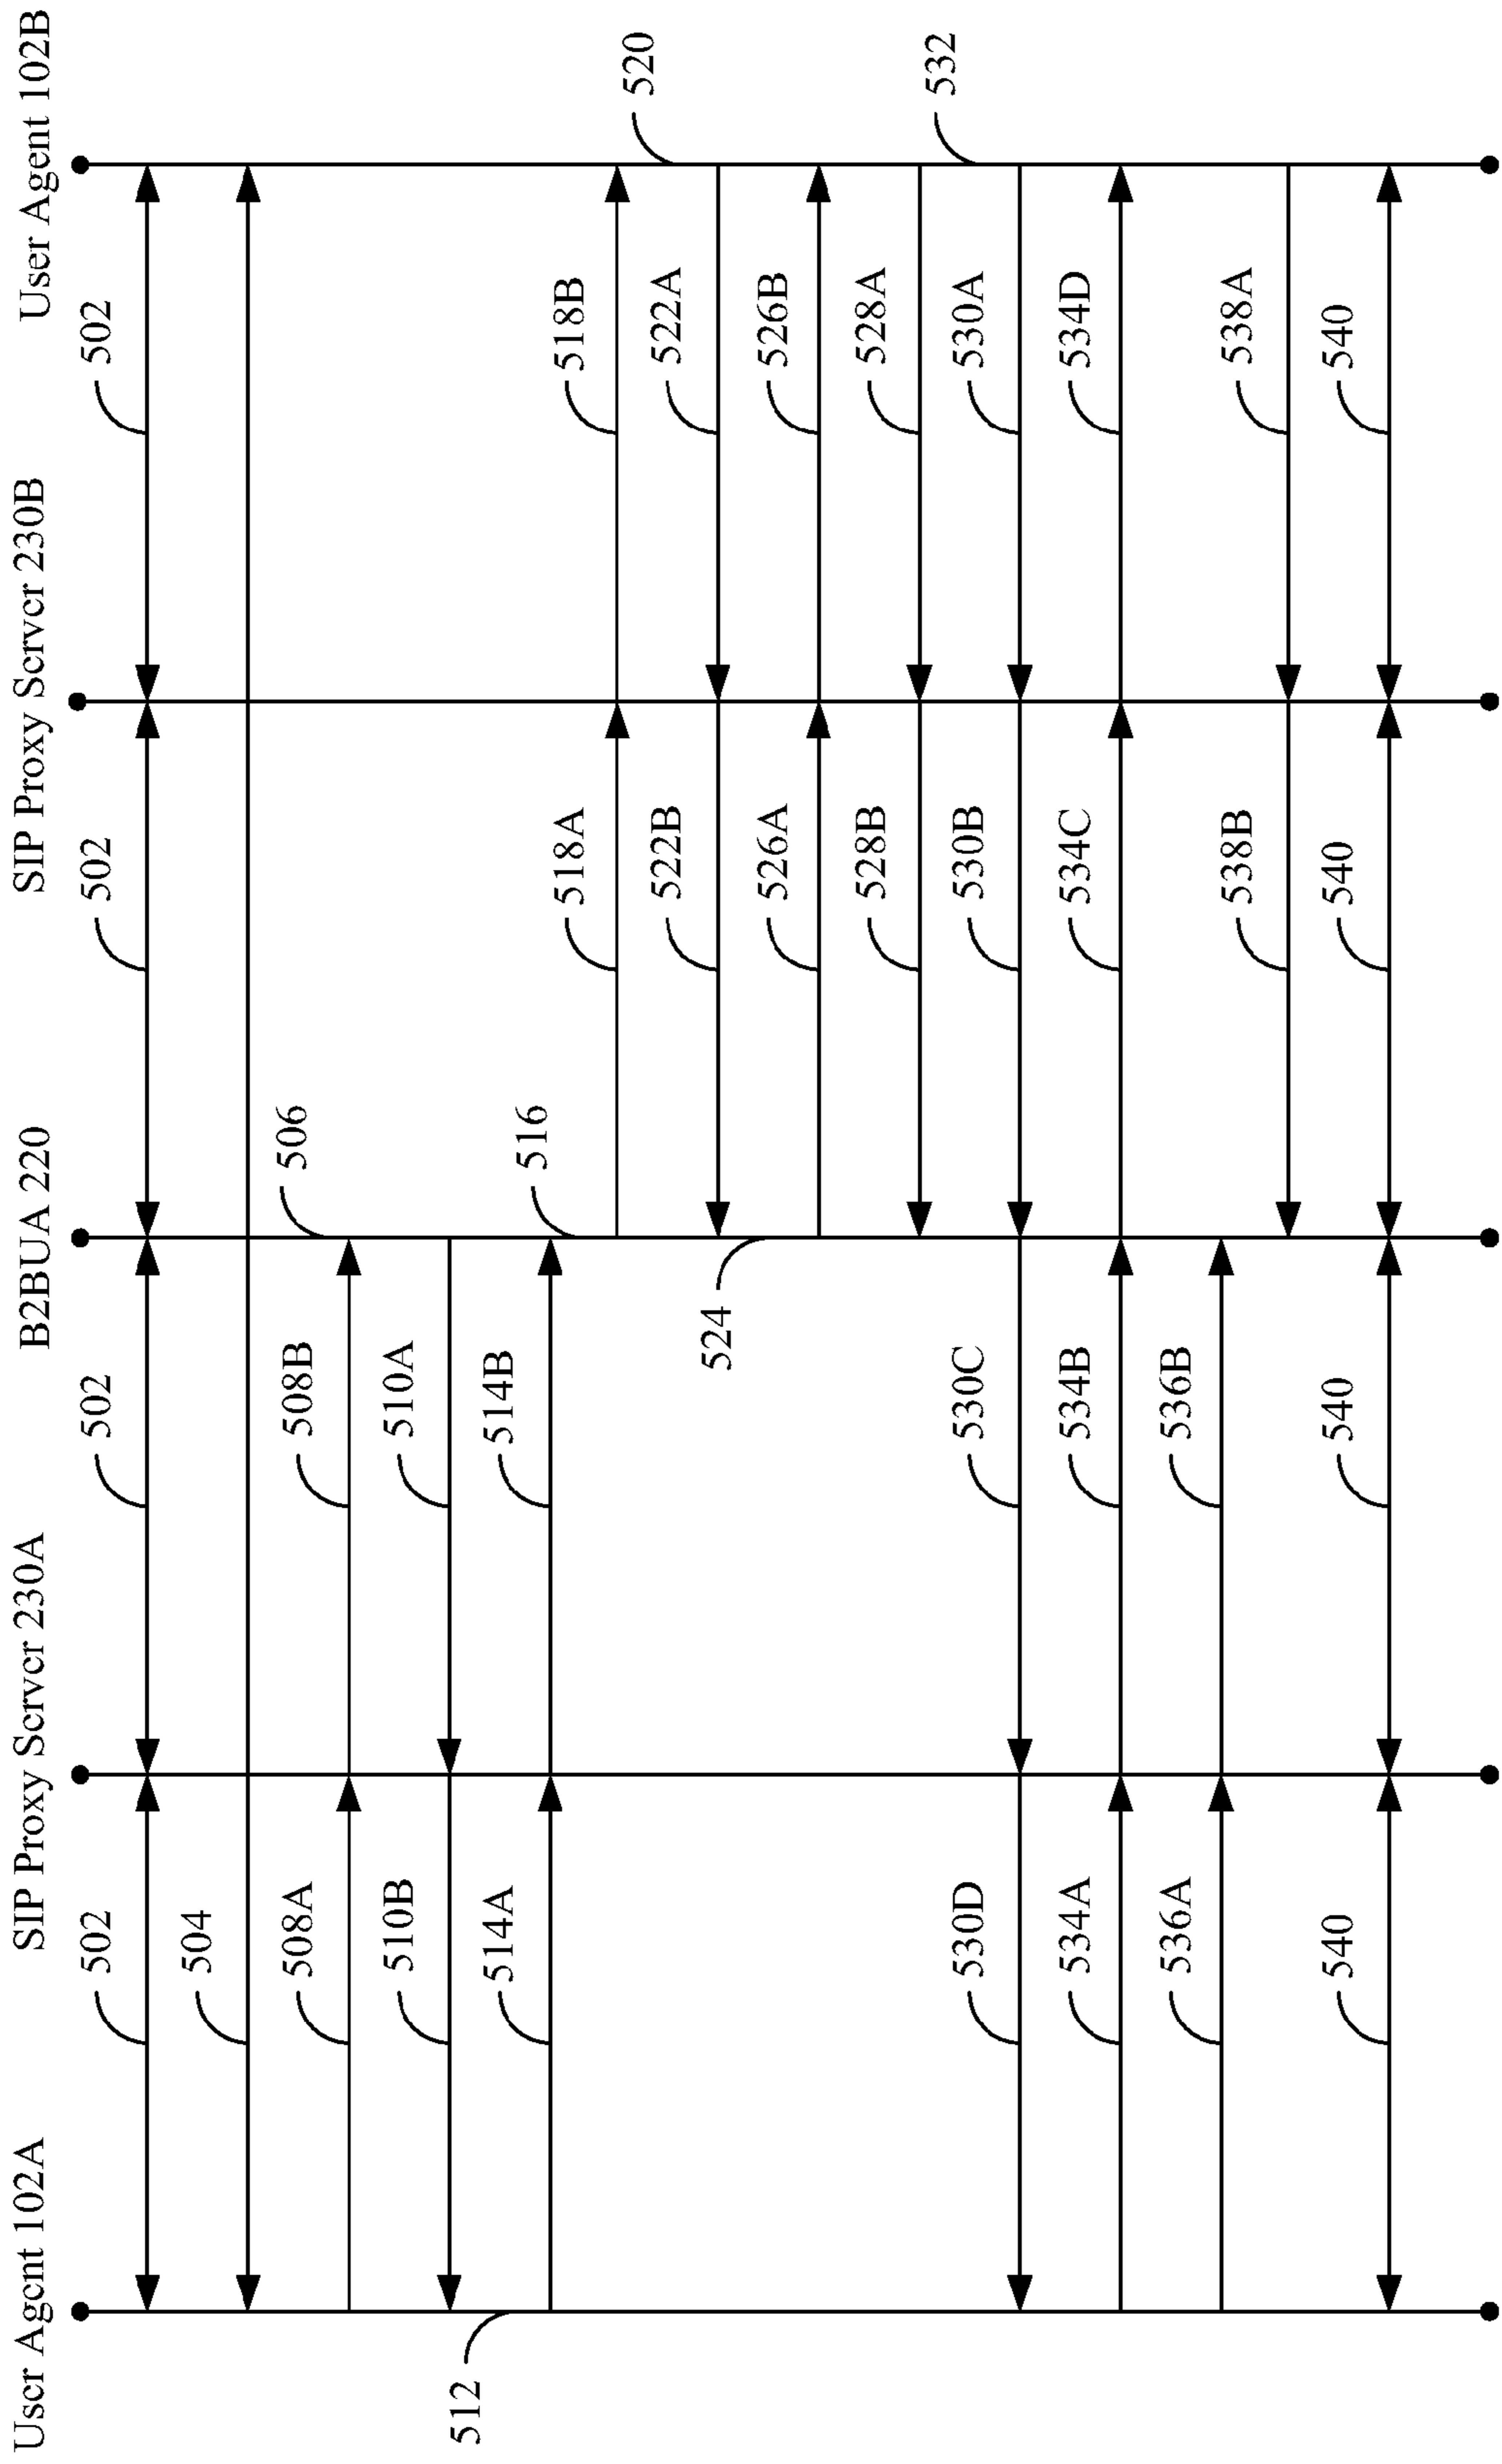 User Agent 102A
SIP Proxy Server 230A
B2BUA 220
SIP Proxy Server 230B
User Agent 102B
502
502
502
502
504
506
508A
508B
510B
510A
512
514A
514B
516
518A
518B
520
522B
522A
524
526A
526B
528B
528A
532
530D
530C
530B
530A
534A
534B
534C
534D
536A
536B
538B
538A
540
540
540
540